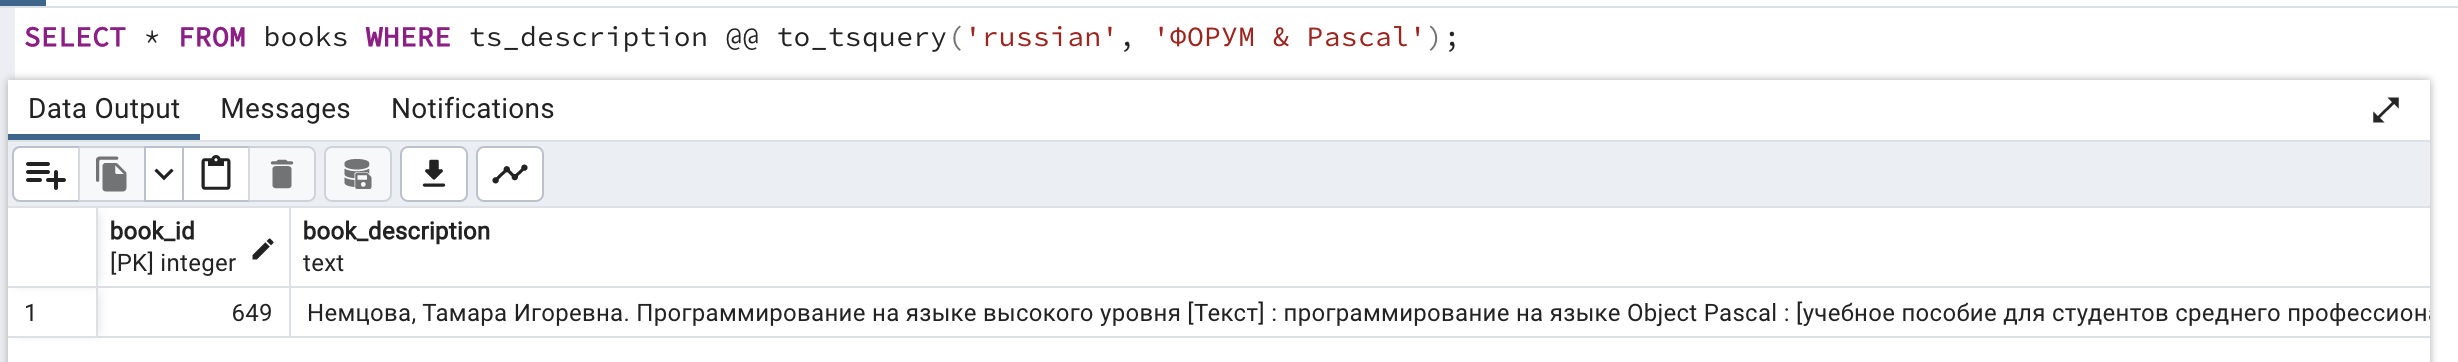 SELECT * FROM books WHERE ts_description @@ to_tsquery('russian', 'ФОРУМ & Pascal');
Data Output Messages Notifications
book_id book_description
[PK] integer text
1 649 Немцова, Тамара Игоревна. Программирование на языке высокого уровня [Текст] : программирование на языке Object Pascal : [учебное пособие для студентов среднего